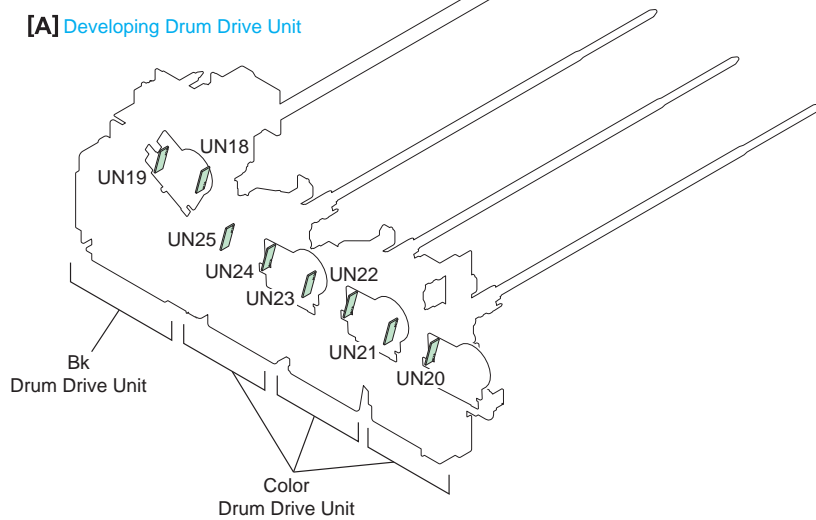 [A] Developing Drum Drive Unit
UN18
UN19
UN25
UN24
UN22
UN23
UN21
UN20
Bk
Drum Drive Unit
Color
Drum Drive Unit